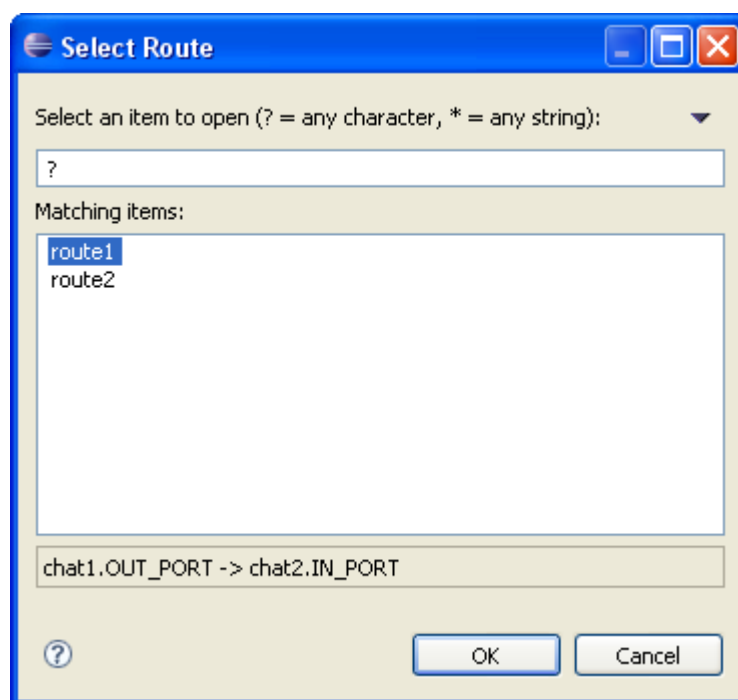 Select Route
Select an item to open (? = any character, * = any string):
?
Matching items:
route1
route2
chat1.OUT_PORT -> chat2.IN_PORT
?
OK
Cancel